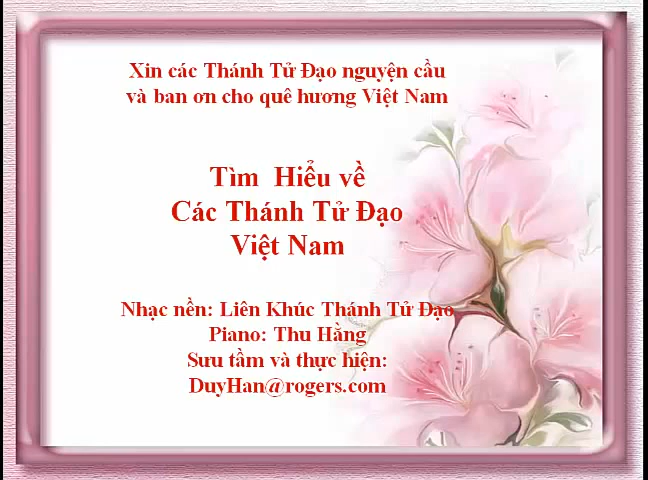 Xin các Thánh Tử Đạo nguyện cầu
và ban ơn cho quê hương Việt Nam
Tìm Hiểu về
Các Thánh Tử Đạo
Việt Nam
Nhạc nền: Liên Khúc Thánh Tử Đạo
Piano: Thu Hằng
Sưu tầm và thực hiện:
DuyHan@rogers.com